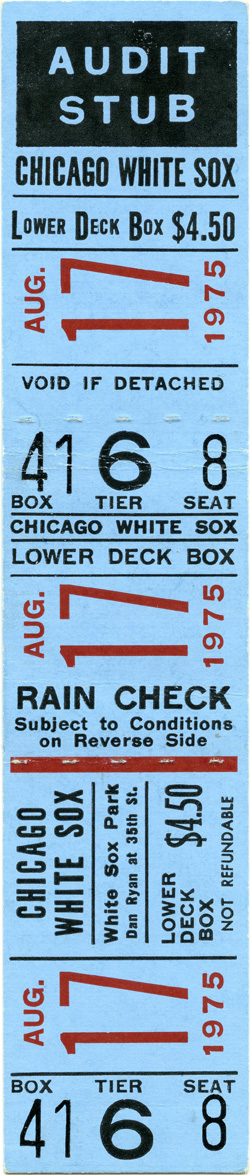 AUDIT
STUB
CHICAGO WHITE SOX
LOWER DECK BOX $4.50
AUG. 17 1975
VOID IF DETACHED
41 6 8
BOX TIER SEAT
CHICAGO WHITE SOX
LOWER DECK BOX
AUG. 17 1975
RAIN CHECK
Subject to Conditions
on Reverse Side
CHICAGO
WHITE SOX
White Sox Park
Dan Ryan at 35th St.
LOWER
DECK
BOX
$4.50
NOT REFUNDABLE
AUG. 17 1975
BOX TIER SEAT
41 6 8